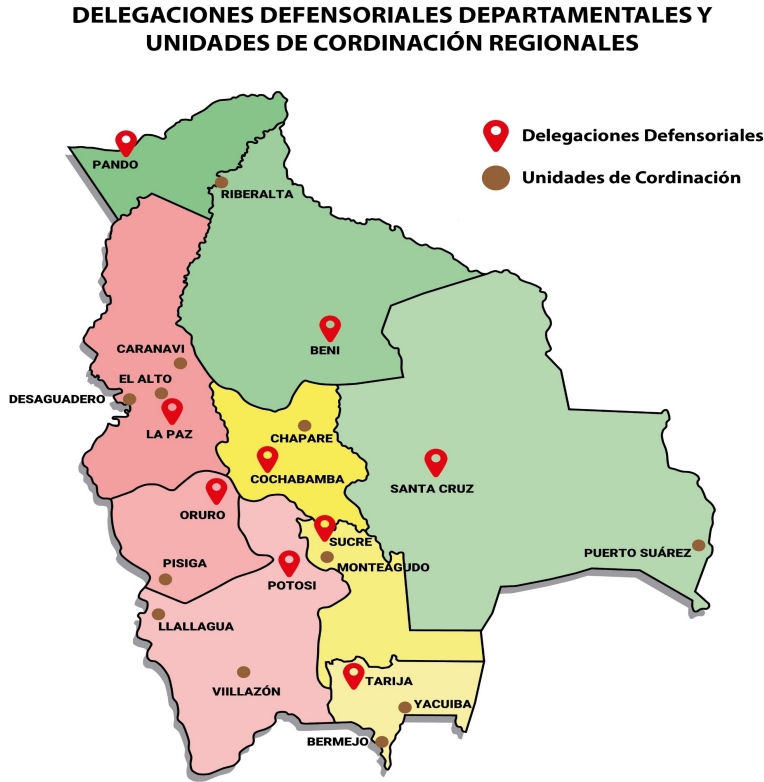 DELEGACIONES DEFENSORIALES DEPARTAMENTALES Y
UNIDADES DE CORDINACIÓN REGIONALES
Delegaciones Defensoriales
Unidades de Cordinación
PANDO
RIBERALTA
BENI
CARANAVI
EL ALTO
DESAGUADERO
LA PAZ
CHAPARE
COCHABAMBA
SANTA CRUZ
ORURO
SUCRE
PUERTO SUÁREZ
PISIGA
MONTEAGUDO
POTOSI
LLALLAGUA
VIILLAZÓN
TARIJA
YACUIBA
BERMEJO